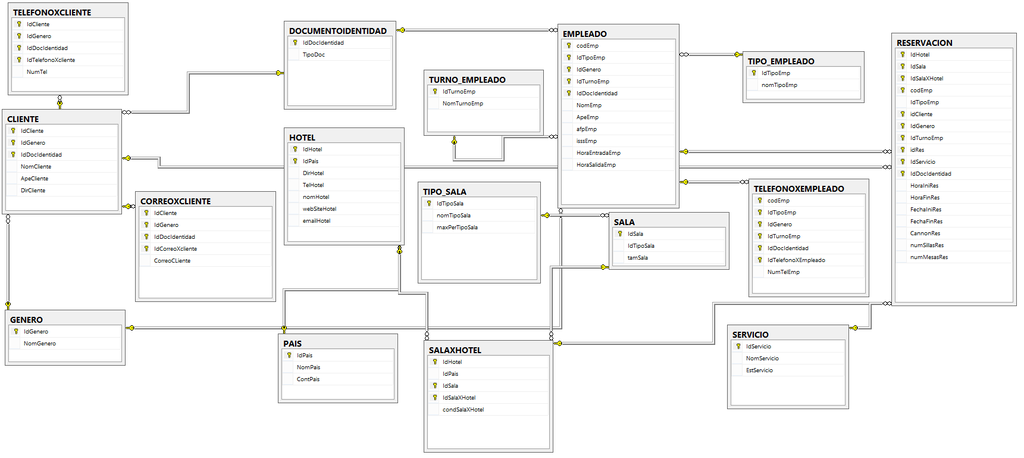 TELEFONOXCLIENTE
IdCliente
IdGenero
IdDocIdentidad
IdTelefonoXcliente
NumTel
CLIENTE
IdCliente
IdGenero
IdDocIdentidad
NomCliente
ApeCliente
DirCliente
CORREOXCLIENTE
IdCliente
IdGenero
IdDocIdentidad
IdCorreoXcliente
CorreoCLiente
GENERO
IdGenero
NomGenero
DOCUMENTOIDENTIDAD
IdDocIdentidad
TipoDoc
HOTEL
IdHotel
IdPais
DirHotel
TelHotel
nomHotel
webSiteHotel
emailHotel
PAIS
IdPais
NomPais
ContPais
TURNO_EMPLEADO
IdTurnoEmp
NomTurnoEmp
TIPO_SALA
IdTipoSala
nomTipoSala
maxPerTipoSala
SALAXHOTEL
IdHotel
IdPais
IdSala
IdSalaXHotel
condSalaXHotel
EMPLEADO
codEmp
IdTipoEmp
IdGenero
IdTurnoEmp
IdDocIdentidad
NomEmp
ApeEmp
afpEmp
isssEmp
HoraEntradaEmp
HoraSalidaEmp
SALA
IdSala
IdTipoSala
tamSala
TIPO_EMPLEADO
IdTipoEmp
nomTipoEmp
TELEFONOXEMPLEADO
codEmp
IdTipoEmp
IdGenero
IdTurnoEmp
IdDocIdentidad
IdTelefonoXEmpleado
NumTelEmp
SERVICIO
IdServicio
NomServicio
EstServicio
RESERVACION
IdHotel
IdSala
IdSalaXHotel
codEmp
IdTipoEmp
idCliente
IdGenero
IdTurnoEmp
idRes
IdServicio
IdDocIdentidad
HoraIniRes
HoraFinRes
FechaIniRes
FechaFinRes
CannonRes
numSillasRes
numMesasRes